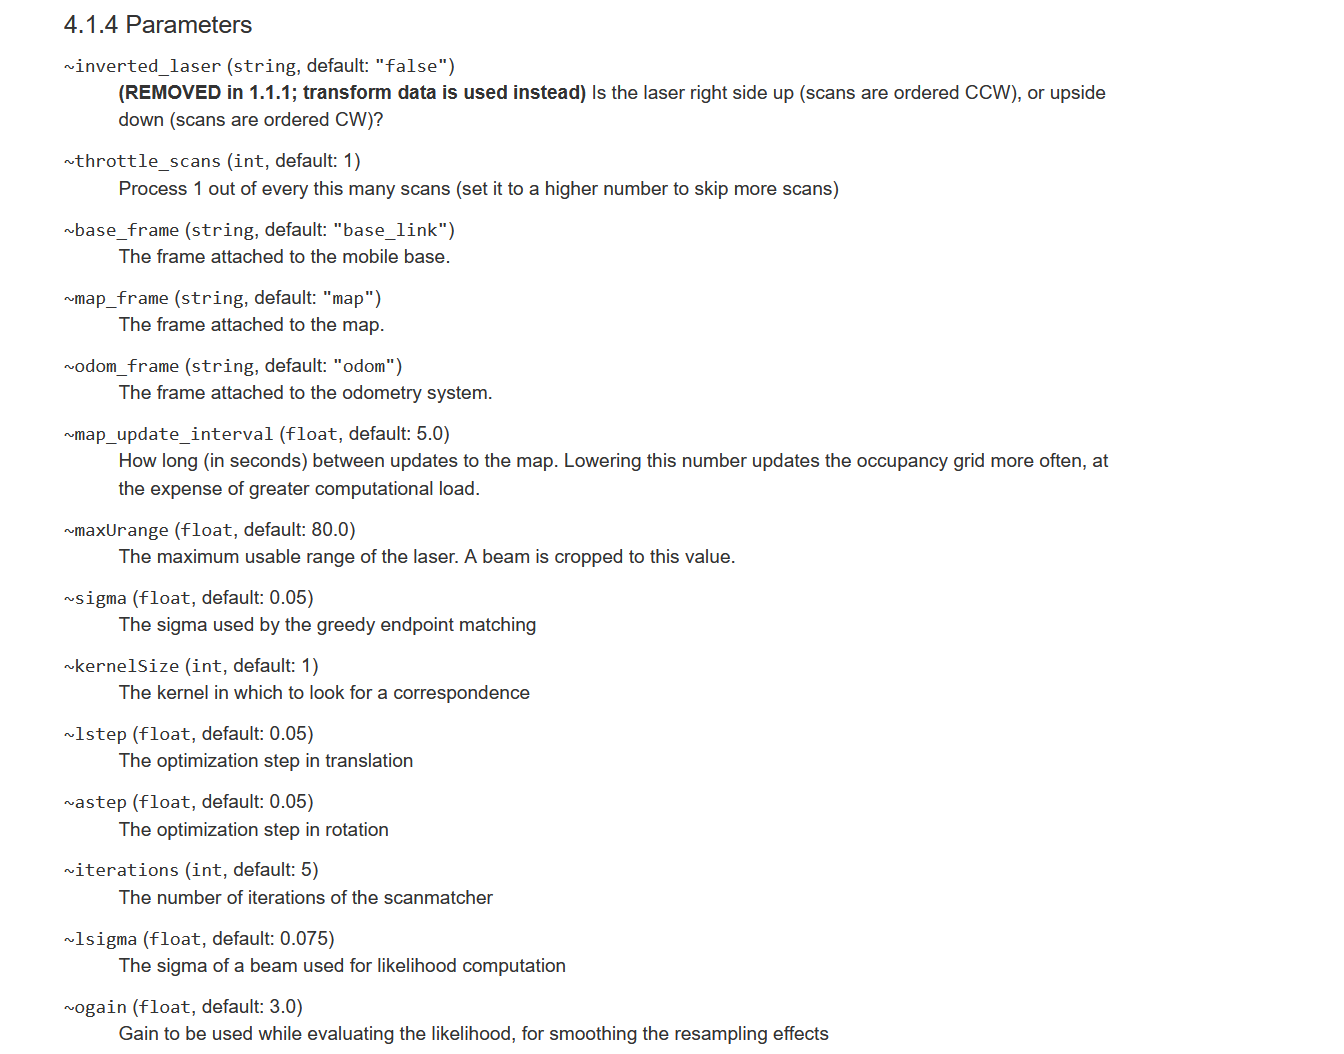 4.1.4 Parameters
~inverted_laser (string, default: "false")
(REMOVED in 1.1.1; transform data is used instead) Is the laser right side up (scans are ordered CCW), or upside
down (scans are ordered CW)?
~throttle_scans (int, default: 1)
Process 1 out of every this many scans (set it to a higher number to skip more scans)
~base_frame (string, default: "base_link")
The frame attached to the mobile base.
~map_frame (string, default: "map")
The frame attached to the map.
~odom_frame (string, default: "odom")
The frame attached to the odometry system.
~map_update_interval (float, default: 5.0)
How long (in seconds) between updates to the map. Lowering this number updates the occupancy grid more often, at
the expense of greater computational load.
~maxUrange (float, default: 80.0)
The maximum usable range of the laser. A beam is cropped to this value.
~sigma (float, default: 0.05)
The sigma used by the greedy endpoint matching
~kernelSize (int, default: 1)
The kernel in which to look for a correspondence
~lstep (float, default: 0.05)
The optimization step in translation
~astep (float, default: 0.05)
The optimization step in rotation
~iterations (int, default: 5)
The number of iterations of the scanmatcher
~lsigma (float, default: 0.075)
The sigma of a beam used for likelihood computation
~ogain (float, default: 3.0)
Gain to be used while evaluating the likelihood, for smoothing the resampling effects